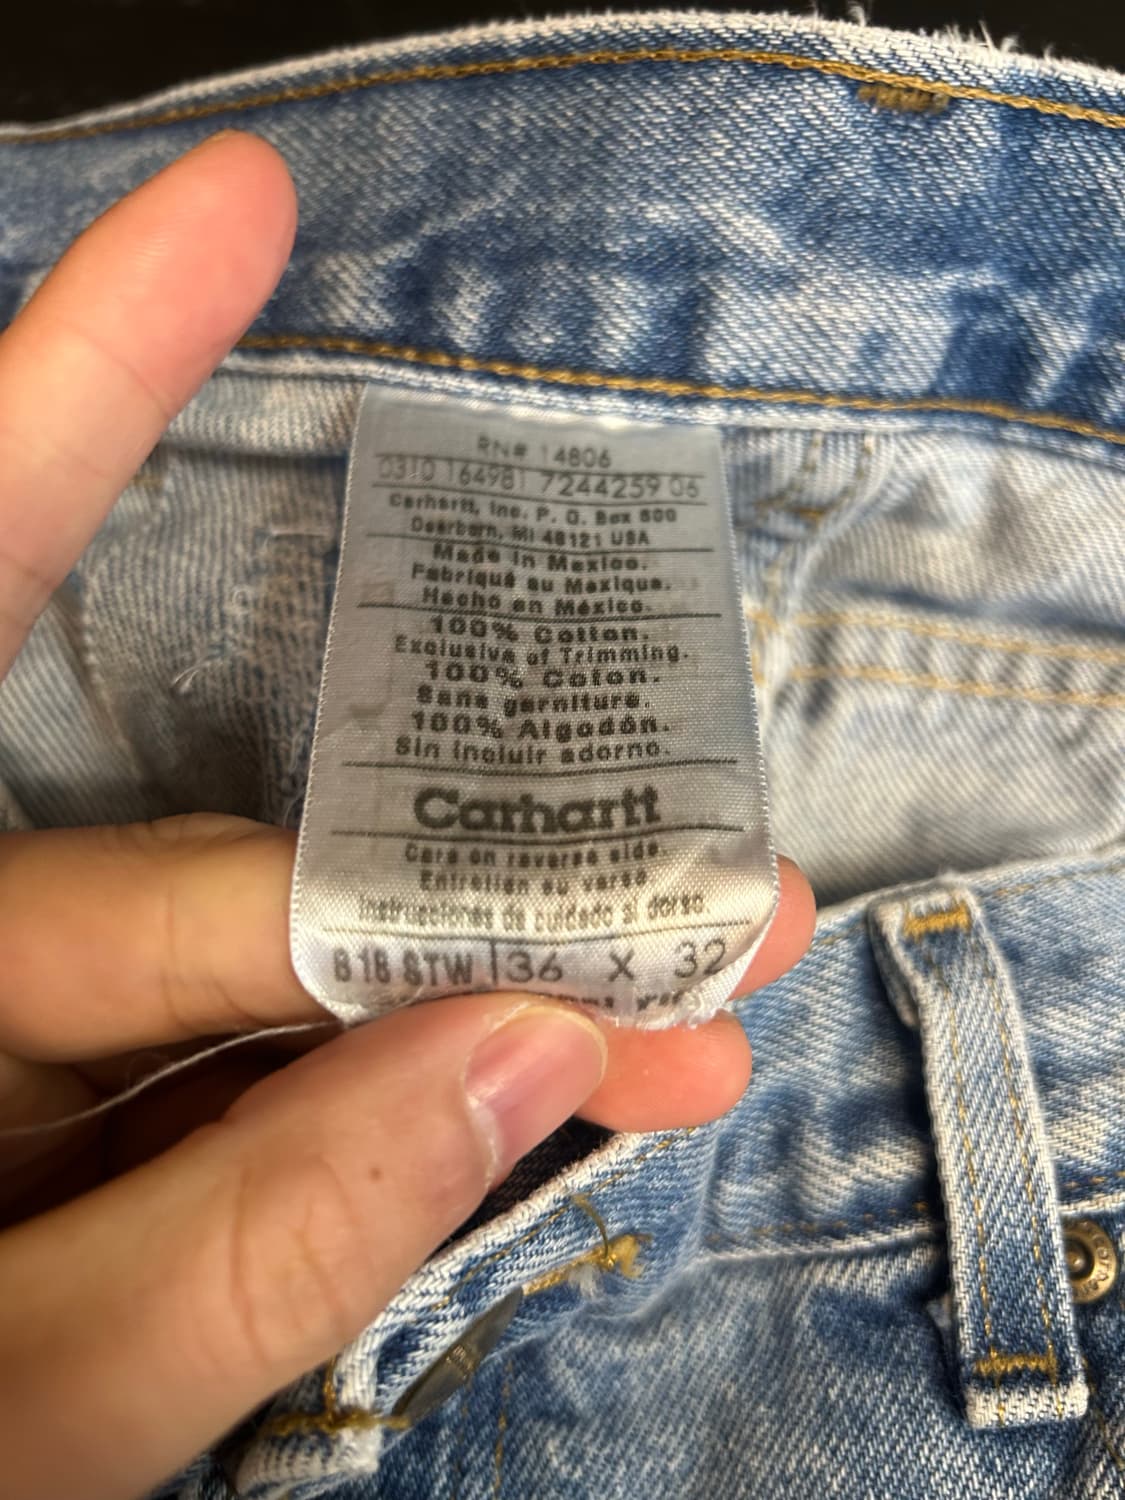 RN# 14806
0310 164981 7244259 06
Carhartt, Inc. P. O. Box 600
Dearborn, MI 48121 USA
Made in Mexico.
Fabriqué au Mexique.
Hecho en México.
100% Cotton.
Exclusive of Trimming.
100% Coton.
Sans garniture.
100% Algodón.
Sin incluir adorno.
Carhartt
Care on reverse side.
Entretien au verso
Instrucciones de cuidado al dorso.
B18 STW 36 X 32